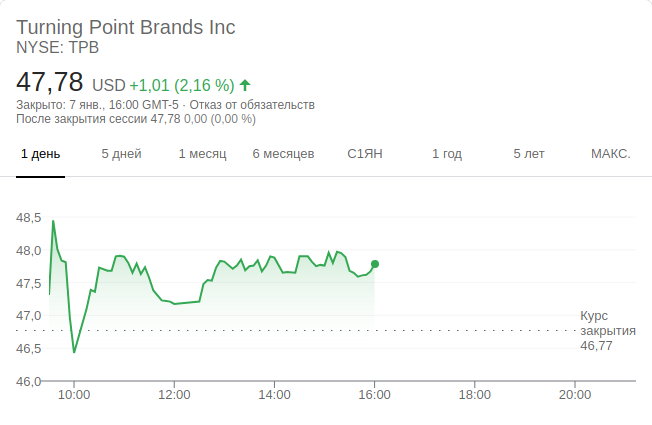 Turning Point Brands Inc
NYSE: TPB
47,78 USD +1,01 (2,16 %)
Закрыто: 7 янв., 16:00 GMT-5 · Отказ от обязательств
После закрытия сессии 47,78 0,00 (0,00 %)
1 день 5 дней 1 месяц 6 месяцев С1ЯН 1 год 5 лет МАКС.
48,5
48,0
47,5
47,0
46,5
46,0
Курс
закрытия
46,77
10:00 12:00 14:00 16:00 18:00 20:00